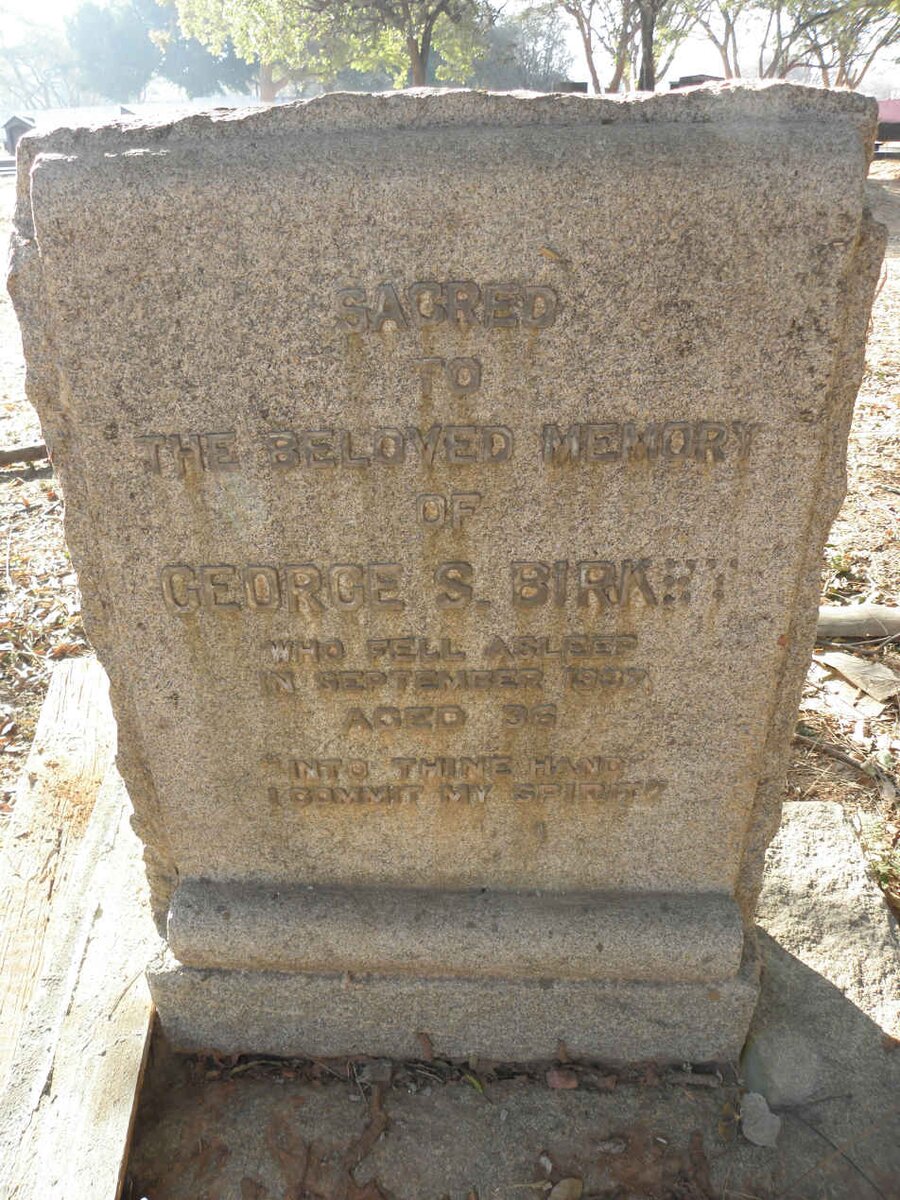 SACRED
TO
THE BELOVED MEMORY
OF
GEORGE S. BIRKETT
WHO FELL ASLEEP
IN SEPTEMBER 1897
AGED 36
"INTO THINE HAND
I COMMIT MY SPIRIT"